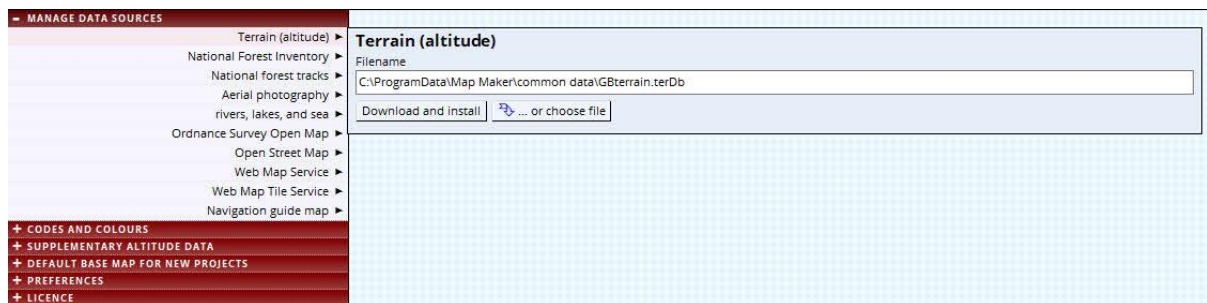 − MANAGE DATA SOURCES
Terrain (altitude) ►
National Forest Inventory ►
National forest tracks ►
Aerial photography ►
rivers, lakes, and sea ►
Ordnance Survey Open Map ►
Open Street Map ►
Web Map Service ►
Web Map Tile Service ►
Navigation guide map ►
+ CODES AND COLOURS
+ SUPPLEMENTARY ALTITUDE DATA
+ DEFAULT BASE MAP FOR NEW PROJECTS
+ PREFERENCES
+ LICENCE
Terrain (altitude)
Filename
C:\ProgramData\Map Maker\common data\GBterrain.terDb
Download and install ... or choose file